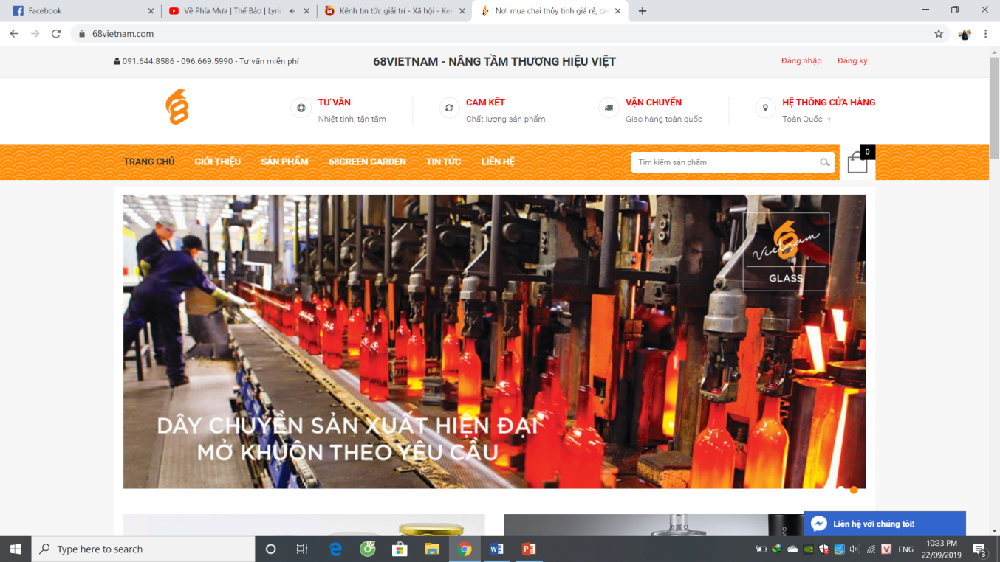 Facebook
Về Phía Mưa | Thế Bảo | Lyric
Kênh tin tức giải trí - Xã hội - Ken
Nơi mua chai thủy tinh giá rẻ, ca
68vietnam.com
091.644.8586 - 096.669.5990 - Tư vấn miễn phí
68VIETNAM - NÂNG TẦM THƯƠNG HIỆU VIỆT
Đăng nhập
Đăng ký
TƯ VẤN
Nhiệt tình, tận tâm
CAM KẾT
Chất lượng sản phẩm
VẬN CHUYỂN
Giao hàng toàn quốc
HỆ THỐNG CỬA HÀNG
Toàn Quốc +
TRANG CHỦ
GIỚI THIỆU
SẢN PHẨM
68GREEN GARDEN
TIN TỨC
LIÊN HỆ
Tìm kiếm sản phẩm
0
Vietnam
GLASS
DÂY CHUYỀN SẢN XUẤT HIỆN ĐẠI
MỞ KHUÔN THEO YÊU CẦU
Liên hệ với chúng tôi!
Type here to search
ENG
10:33 PM
22/09/2019
3